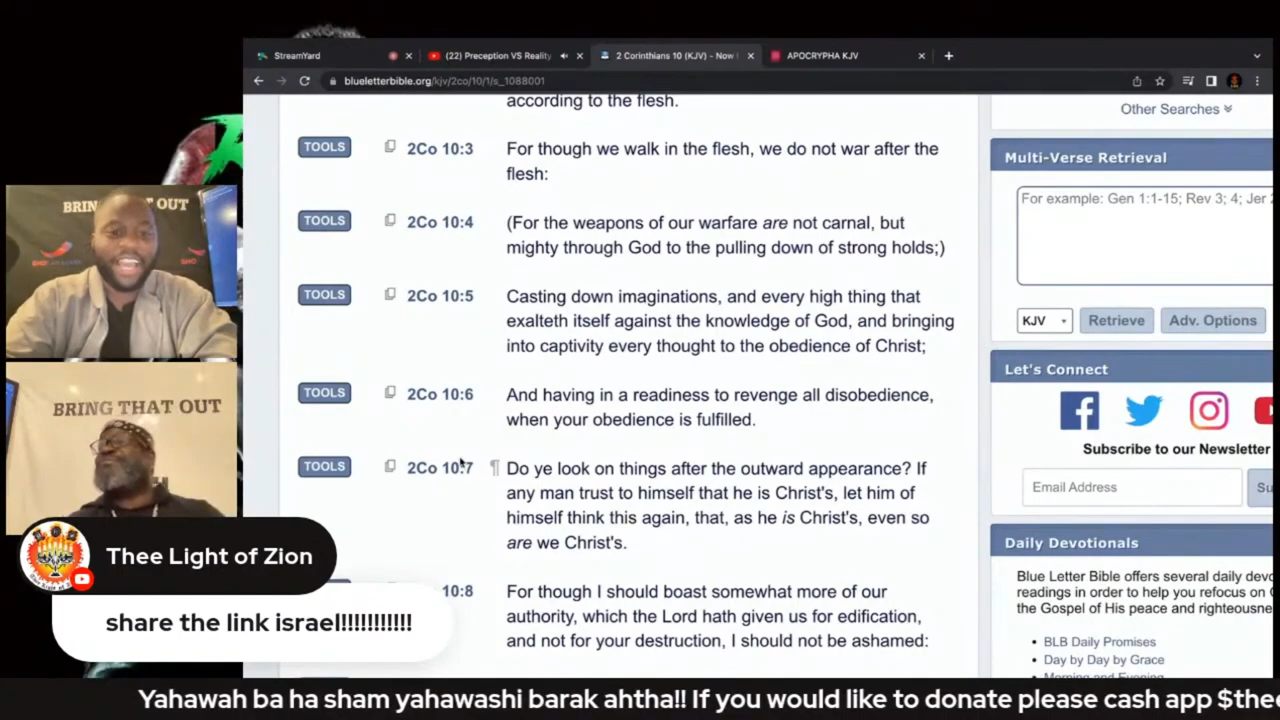 StreamYard
(22) Preception VS Reality
2 Corinthians 10 (KJV) - Now
APOCRYPHA KJV
blueletterbible.org/kjv/2co/10/1/s_1088001
according to the flesh.
Other Searches
TOOLS
2Co 10:3
For though we walk in the flesh, we do not war after the
flesh:
Multi-Verse Retrieval
For example: Gen 1:1-15; Rev 3; 4; Jer
TOOLS
2Co 10:4
(For the weapons of our warfare are not carnal, but
mighty through God to the pulling down of strong holds;)
TOOLS
2Co 10:5
Casting down imaginations, and every high thing that
exalteth itself against the knowledge of God, and bringing
into captivity every thought to the obedience of Christ;
KJV
Retrieve
Adv. Options
Let's Connect
TOOLS
2Co 10:6
And having in a readiness to revenge all disobedience,
when your obedience is fulfilled.
Subscribe to our Newsletter
Email Address
Su
TOOLS
2Co 10:7
¶ Do ye look on things after the outward appearance? If
any man trust to himself that he is Christ's, let him of
himself think this again, that, as he is Christ's, even so
are we Christ's.
Daily Devotionals
Blue Letter Bible offers several daily devo
readings in order to help you refocus on
the Gospel of His peace and righteousne
BLB Daily Promises
Day by Day by Grace
Morning and Evening
10:8
For though I should boast somewhat more of our
authority, which the Lord hath given us for edification,
and not for your destruction, I should not be ashamed:
BRING OUT
BRING THAT OUT
Thee Light of Zion
share the link israel!!!!!!!!!!!
Yahawah ba ha sham yahawashi barak ahtha!! If you would like to donate please cash app $thee